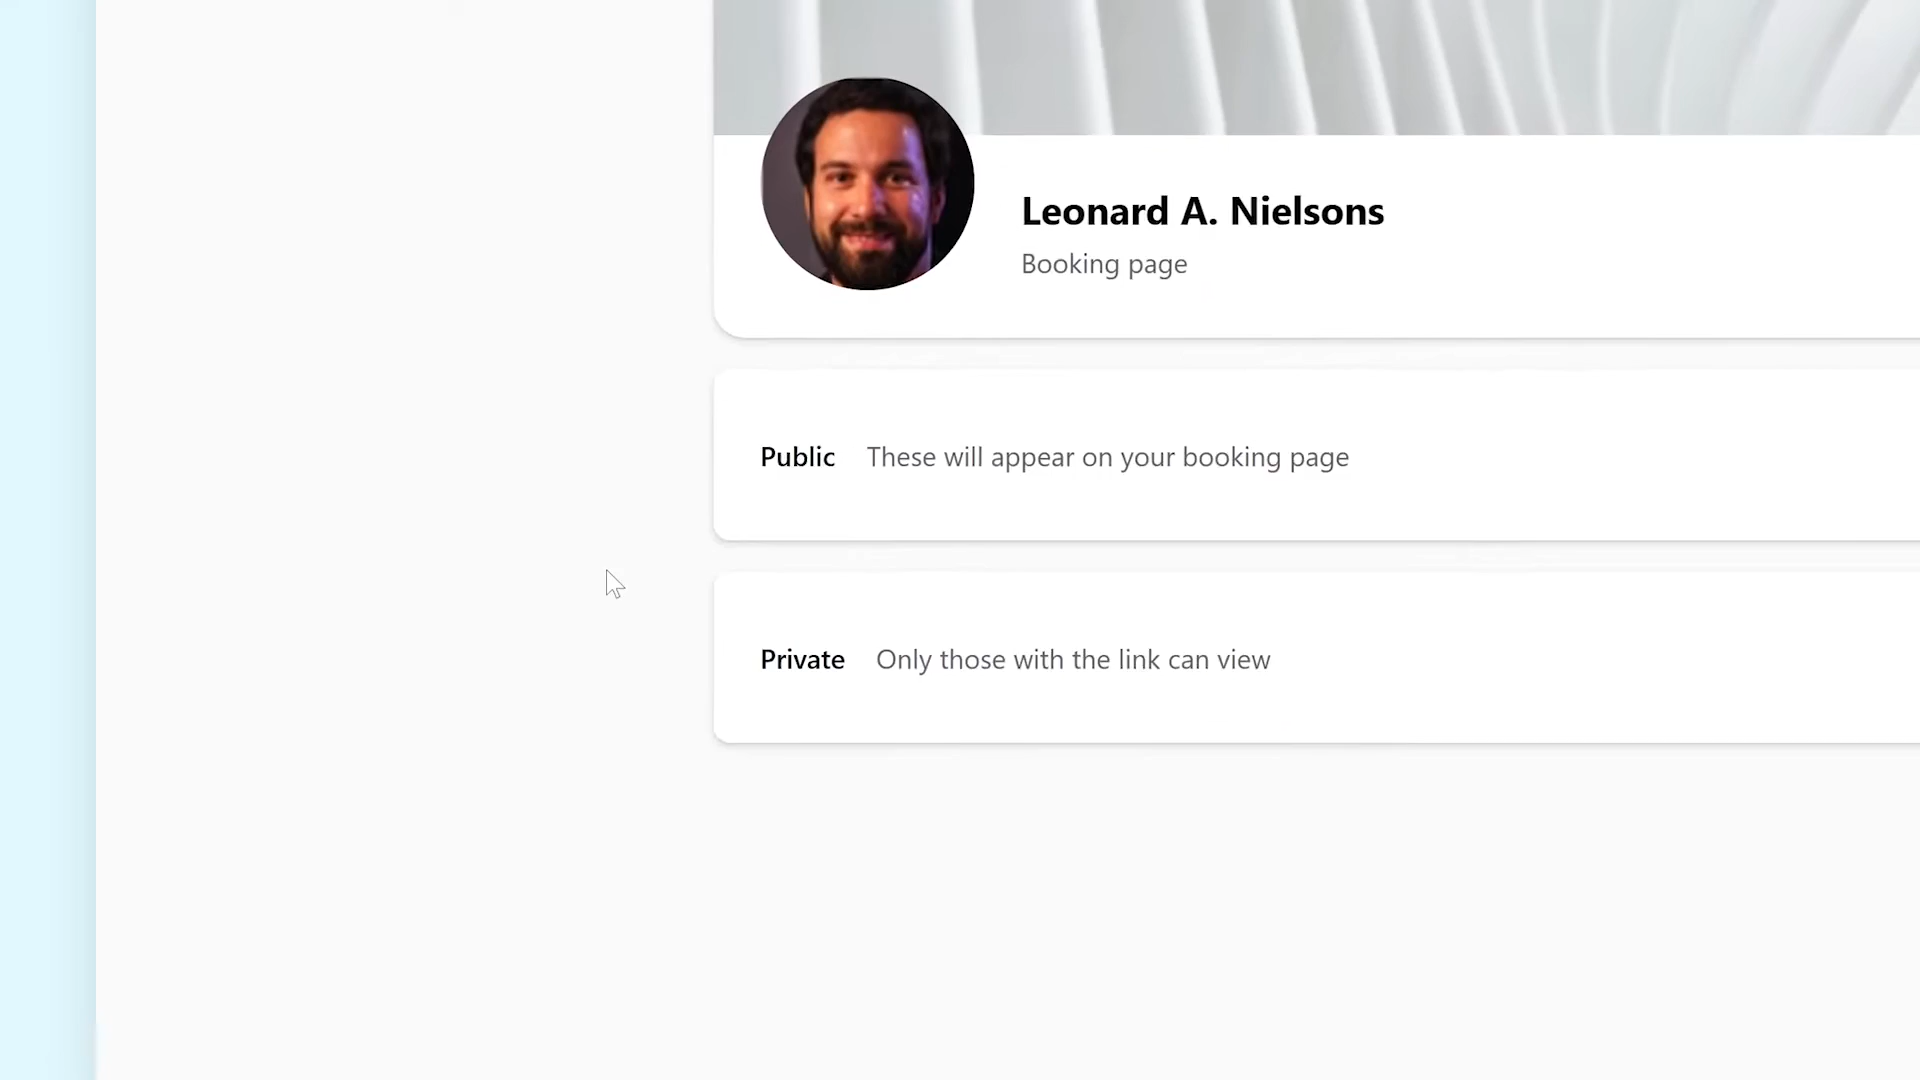 Leonard A. Nielsons
Booking page
Public These will appear on your booking page
Private Only those with the link can view